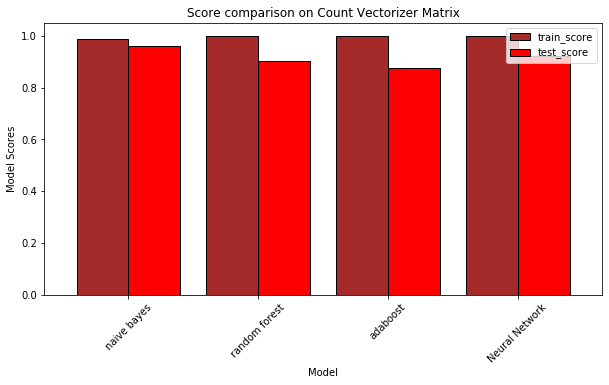 Score comparison on Count Vectorizer Matrix
train_score
test_score
Model Scores
1.0
0.8
0.6
0.4
0.2
0.0
naive bayes
random forest
adaboost
Neural Network
Model